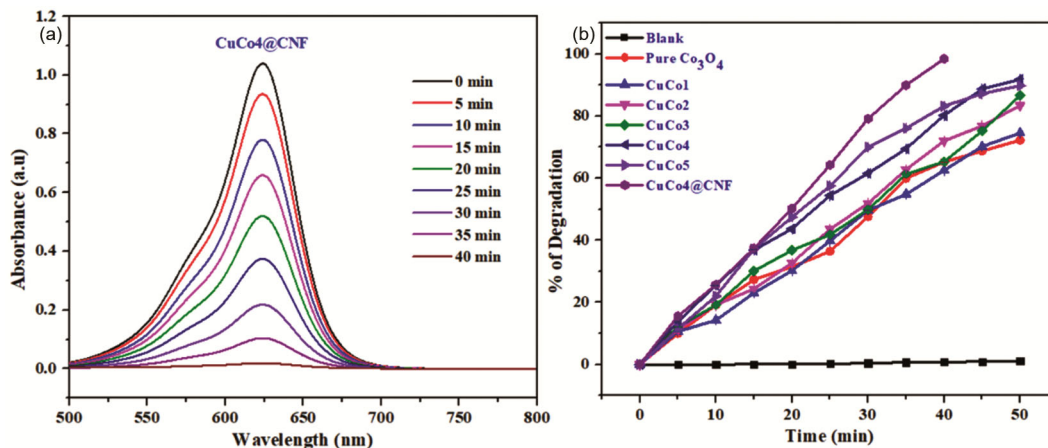 (a)
CuCo4@CNF
0 min
5 min
10 min
15 min
20 min
25 min
30 min
35 min
40 min
1.2
1.0
0.8
0.6
0.4
0.2
0.0
Absorbance (a.u)
500 550 600 650 700 750 800
Wavelength (nm)
(b)
Blank
Pure Co₃O₄
CuCo1
CuCo2
CuCo3
CuCo4
CuCo5
CuCo4@CNF
100
80
60
40
20
0
% of Degradation
0 10 20 30 40 50
Time (min)